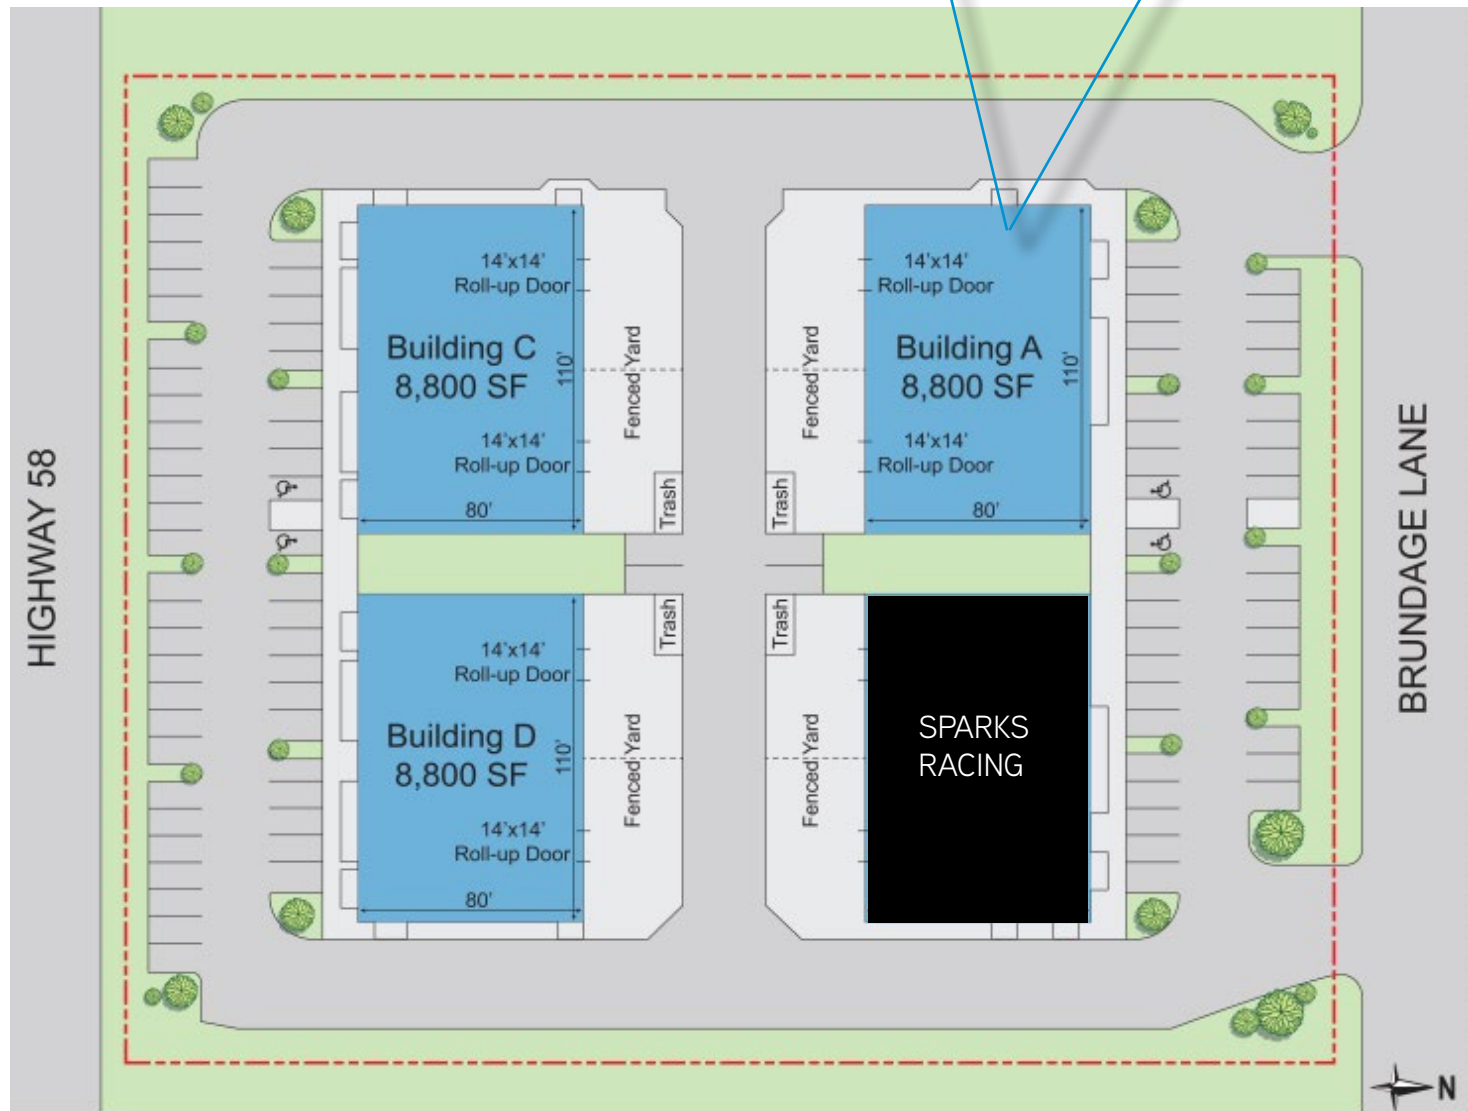 HIGHWAY 58
14'x14'
Roll-up Door
Building C
8,800 SF
110'
14'x14'
Roll-up Door
80'
Fenced Yard
Trash
Fenced Yard
Trash
14'x14'
Roll-up Door
Building A
8,800 SF
110'
14'x14'
Roll-up Door
80'
14'x14'
Roll-up Door
Building D
8,800 SF
110'
14'x14'
Roll-up Door
80'
Trash
Fenced Yard
Trash
Fenced Yard
SPARKS
RACING
BRUNDAGE LANE
N